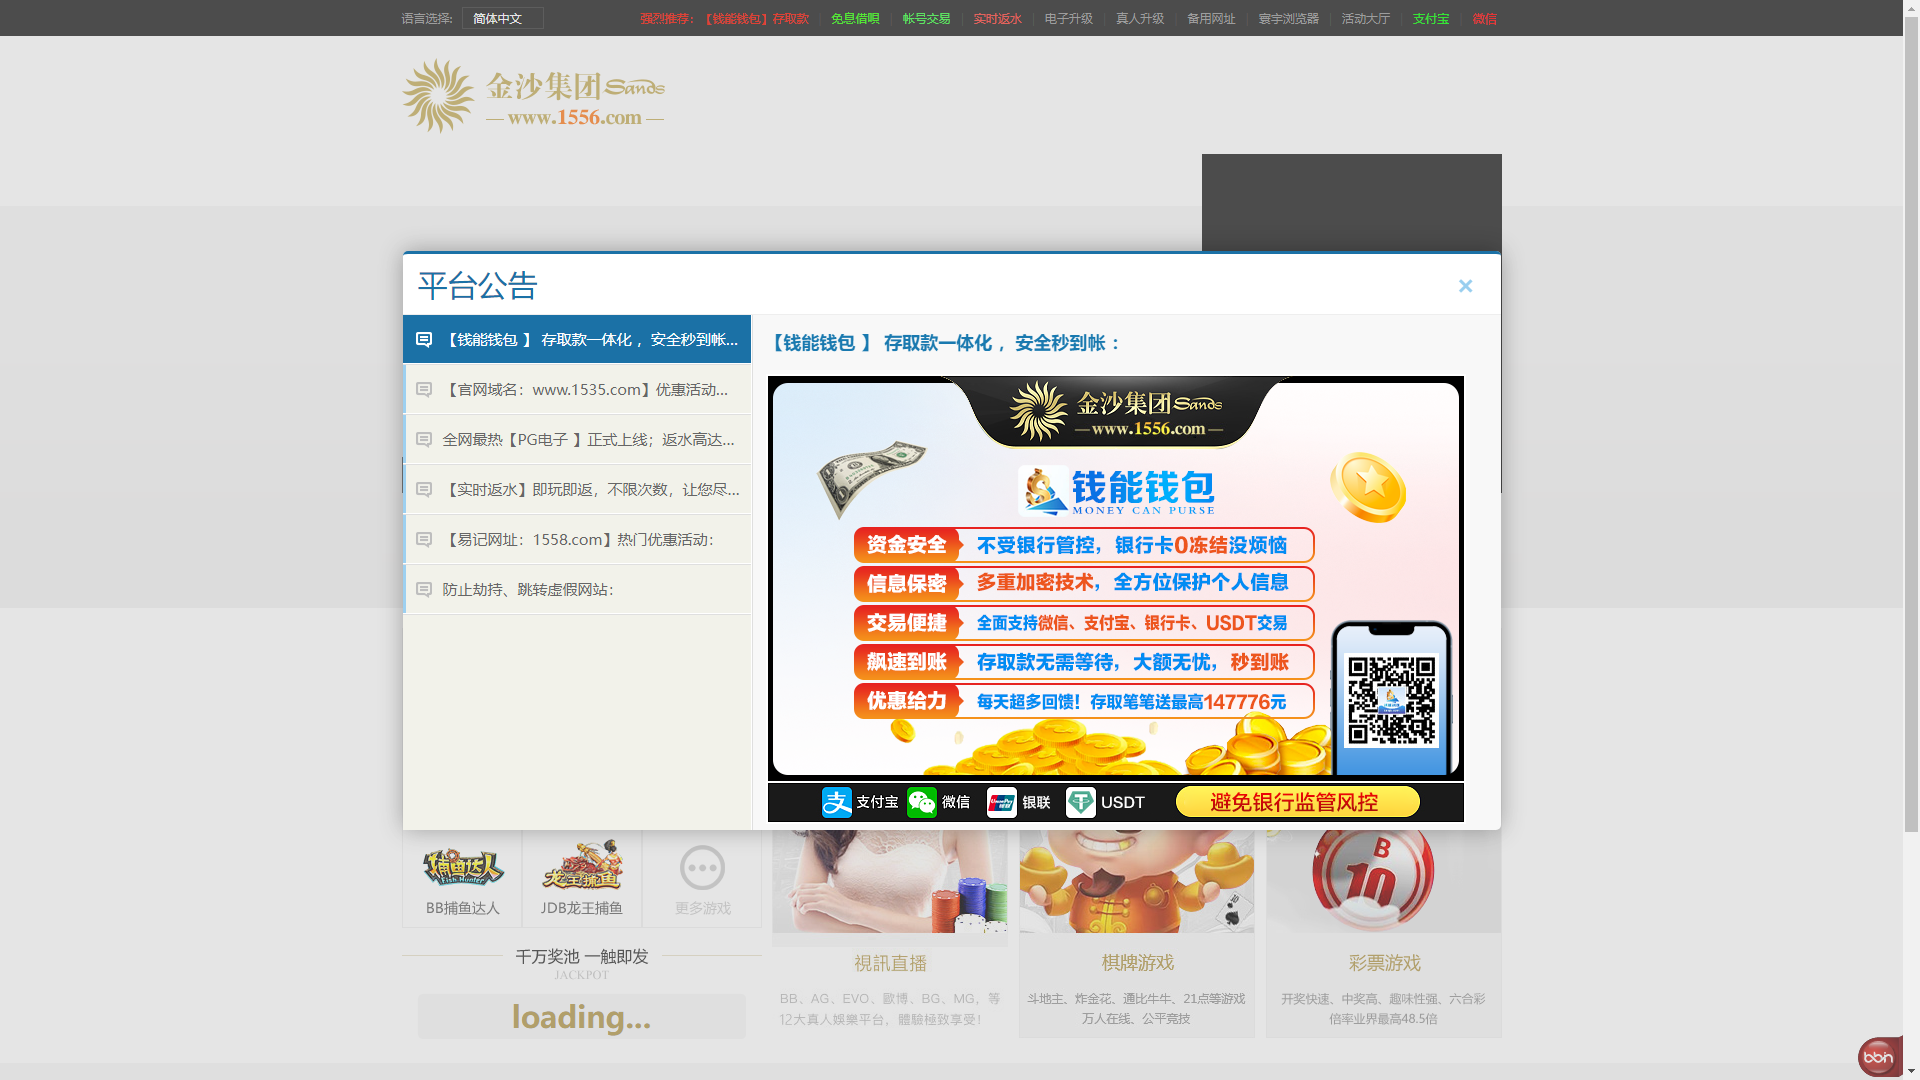 语言选择: 简体中文 强烈推荐：【钱能钱包】存取款 免息借呗 帐号交易 实时返水 电子升级 真人升级 备用网址 寰宇浏览器 活动大厅 支付宝 微信
金沙集团Sands
www.1556.com
平台公告 ×
【钱能钱包 】 存取款一体化 ，安全秒到帐...
【官网域名：www.1535.com】优惠活动...
全网最热【PG电子 】正式上线；返水高达...
【实时返水】即玩即返，不限次数，让您尽...
【易记网址：1558.com】热门优惠活动：
防止劫持、跳转虚假网站：
【钱能钱包 】 存取款一体化 ，安全秒到帐 ：
金沙集团Sands
www.1556.com
钱能钱包
MONEY CAN PURSE
资金安全 不受银行管控，银行卡0冻结没烦恼
信息保密 多重加密技术，全方位保护个人信息
交易便捷 全面支持微信、支付宝、银行卡、USDT交易
飙速到账 存取款无需等待，大额无忧，秒到账
优惠给力 每天超多回馈！存取笔笔送最高147776元
支付宝 微信 银联 USDT 避免银行监管风控
捕鱼达人
Fish Hunter
龙王捕鱼
BB捕鱼达人 JDB龙王捕鱼 更多游戏
B
10
千万奖池 一触即发
JACKPOT
loading...
視訊直播
BB、AG、EVO、歐博、BG、MG，等
12大真人娛樂平台，體驗極致享受！
棋牌游戏
斗地主、炸金花、通比牛牛、21点等游戏
万人在线、公平竞技
彩票游戏
开奖快速、中奖高、趣味性强、六合彩
倍率业界最高48.5倍
bbin